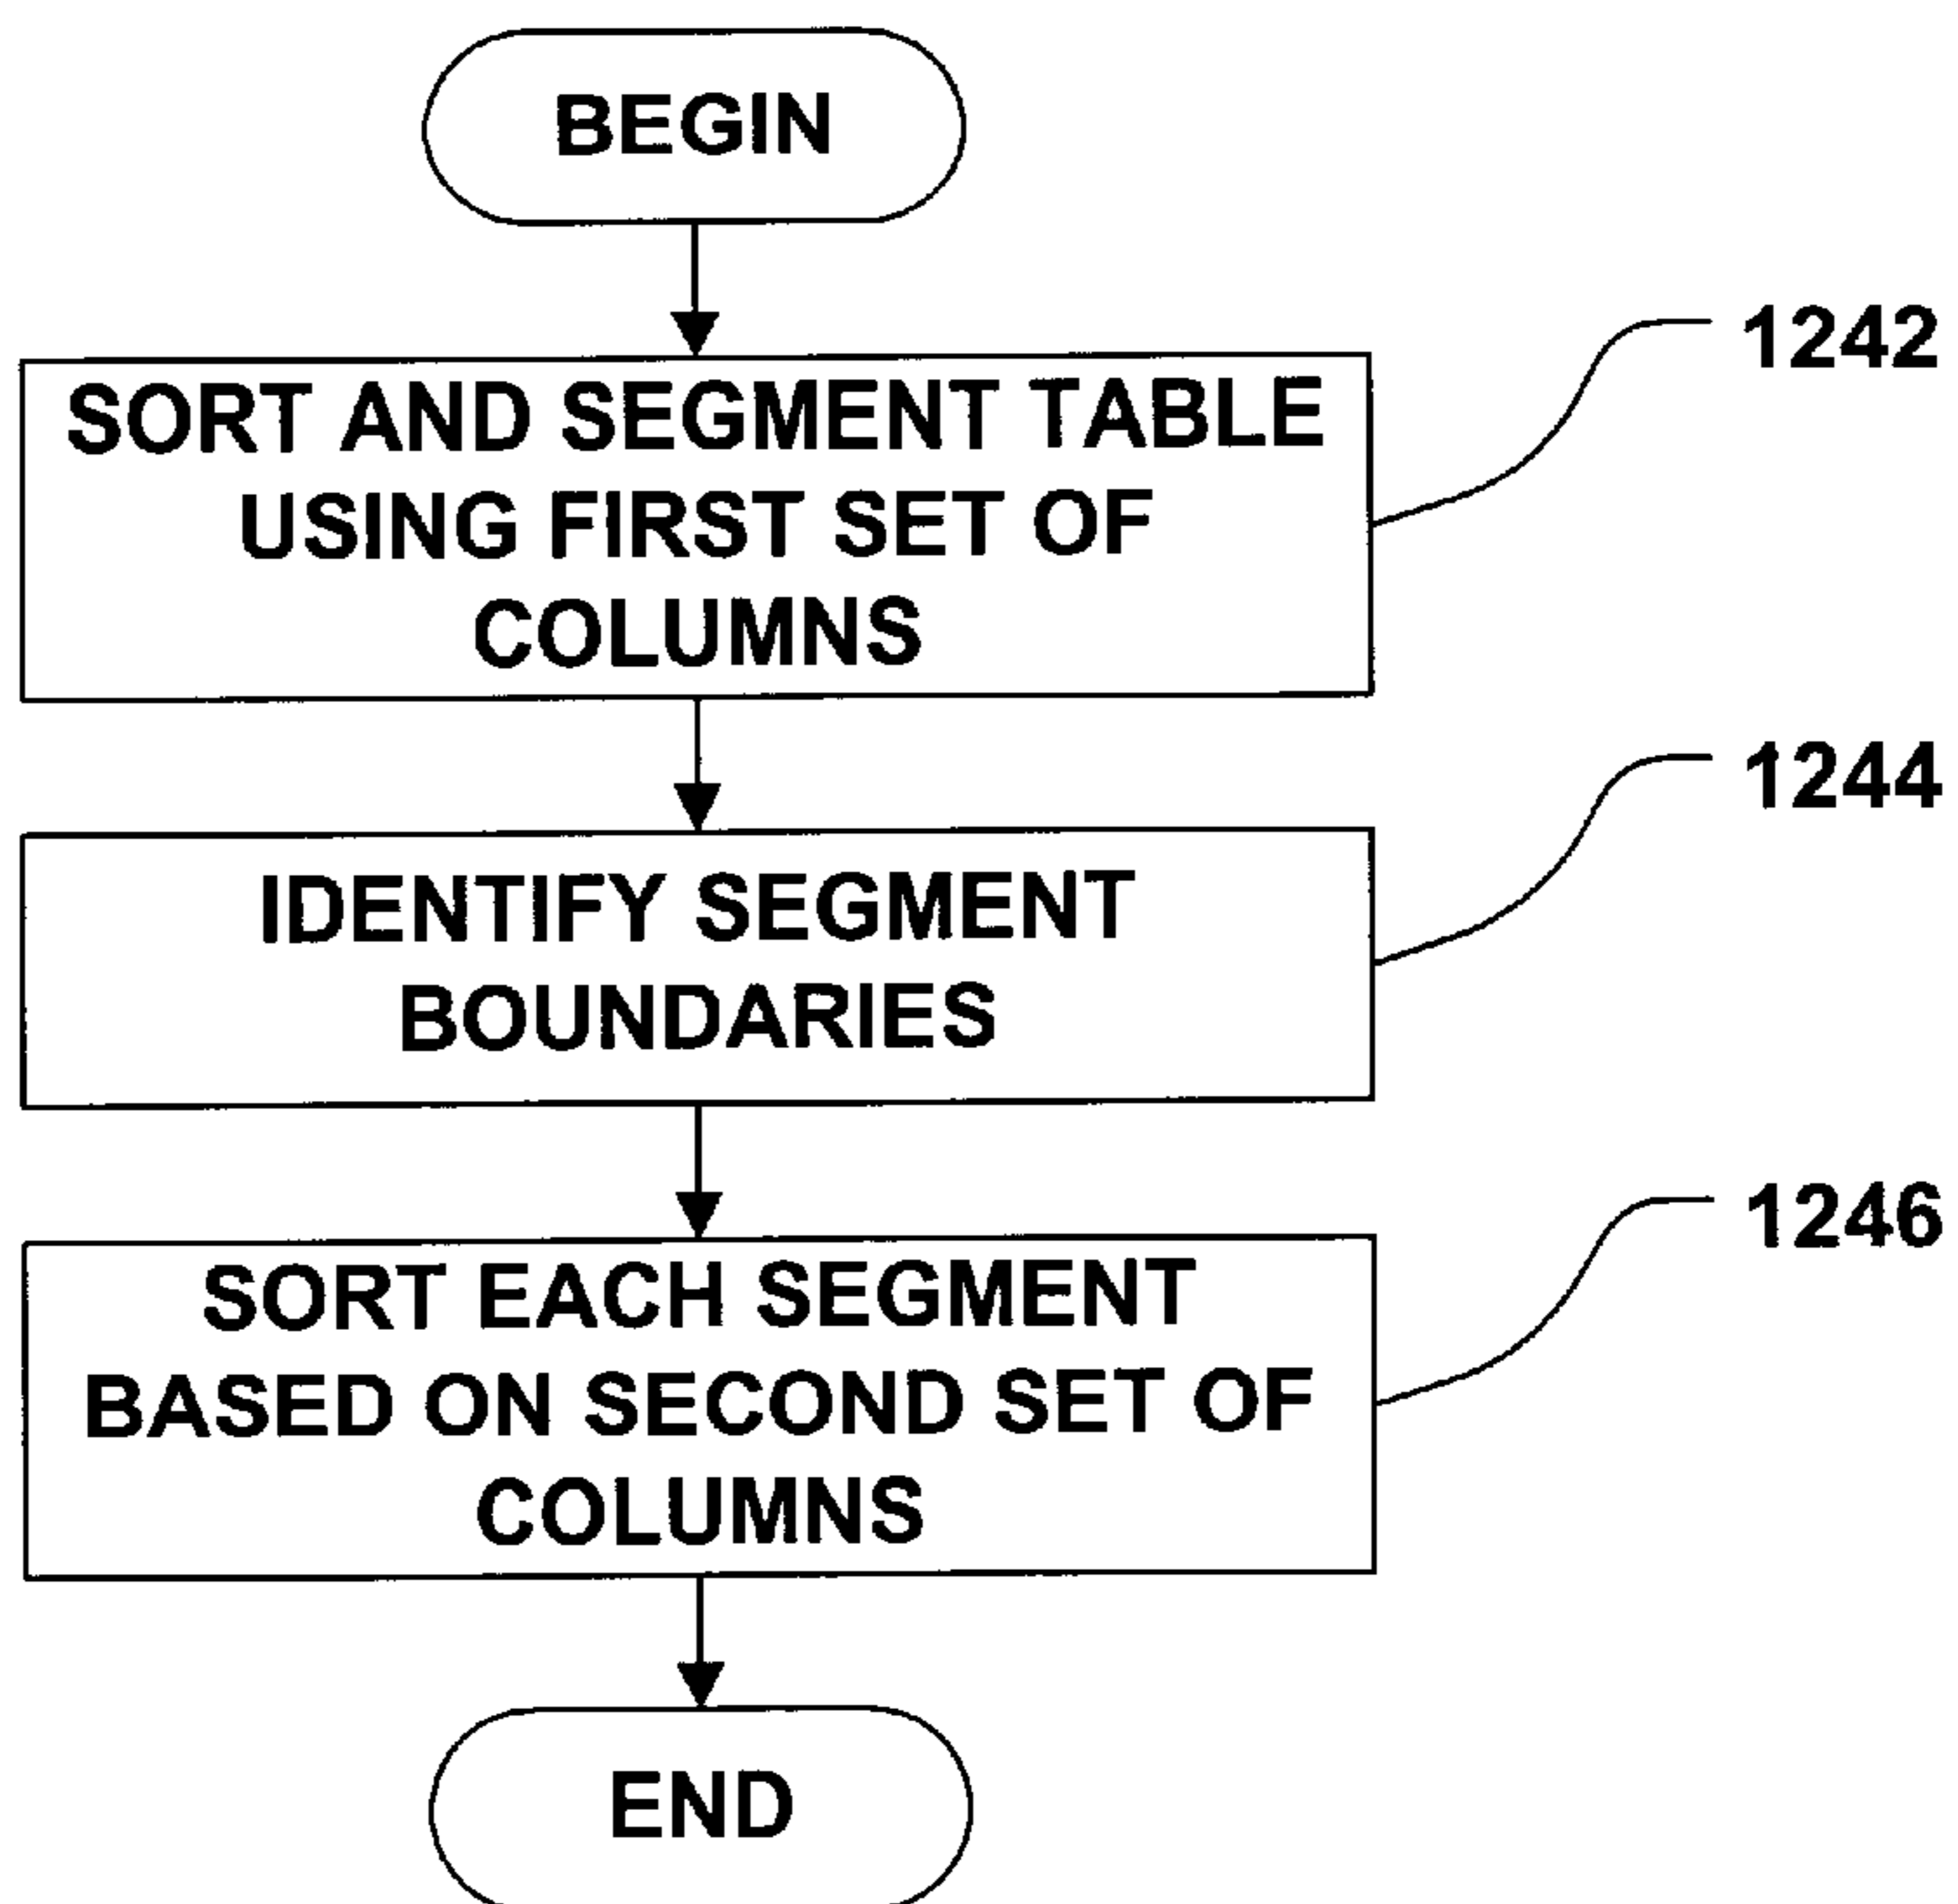 BEGIN
SORT AND SEGMENT TABLE
USING FIRST SET OF
COLUMNS
1242
IDENTIFY SEGMENT
BOUNDARIES
1244
SORT EACH SEGMENT
BASED ON SECOND SET OF
COLUMNS
1246
END